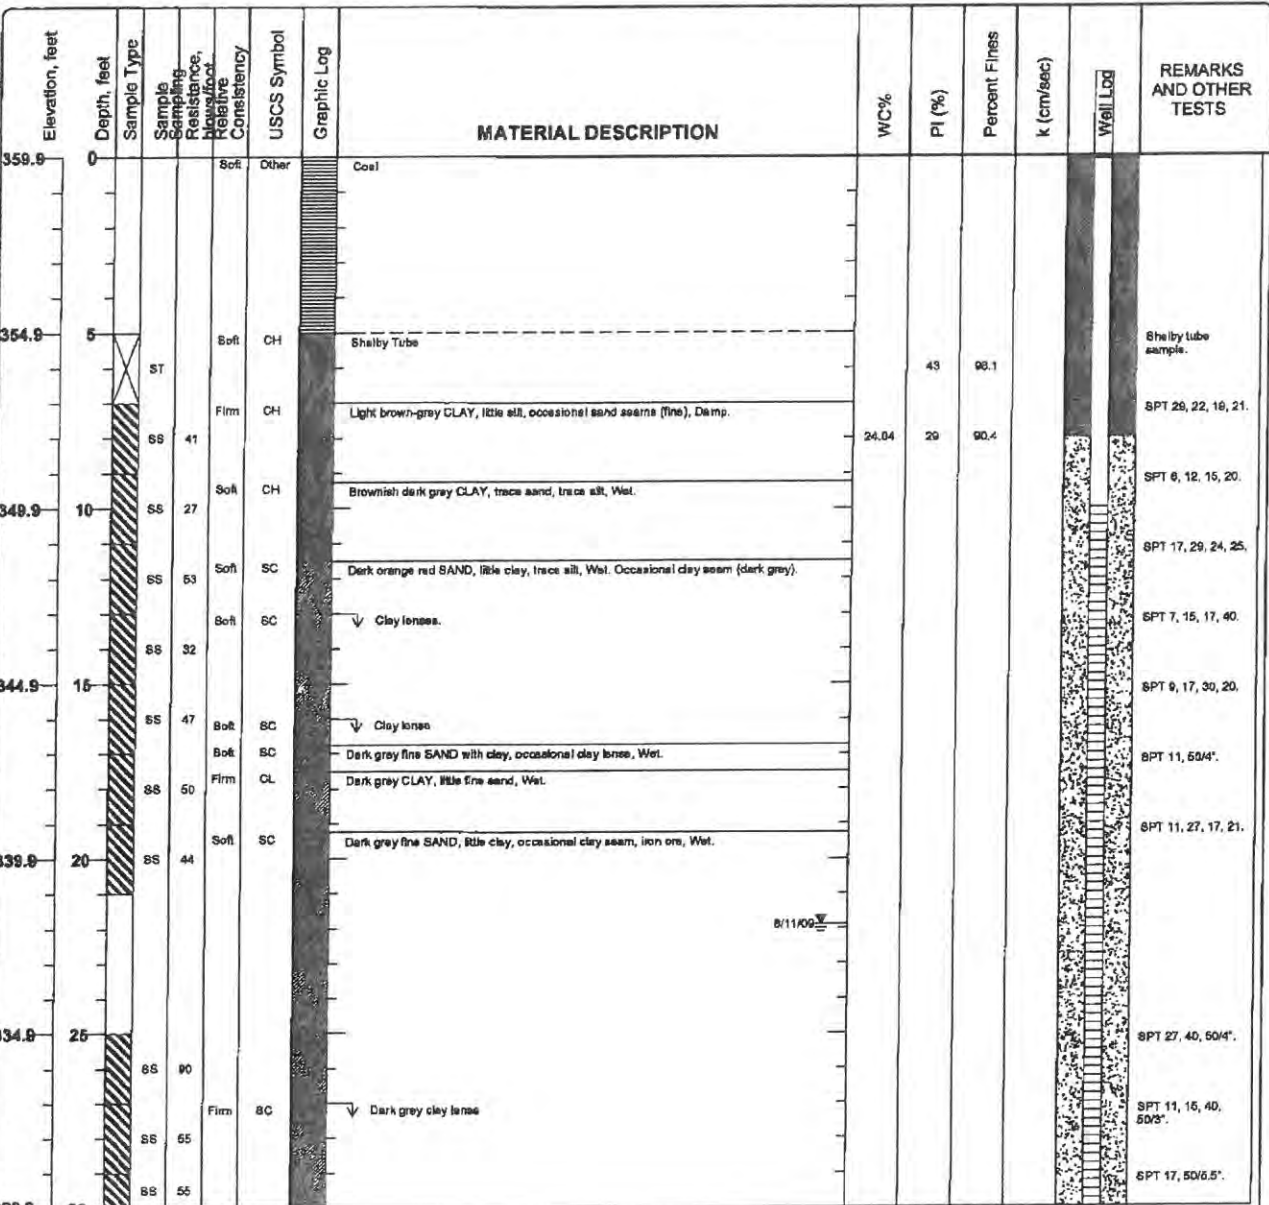 Elevation, feet
Depth, feet
Sample Type
Sample
Sampling
Resistance,
blows/foot
Relative
Consistency
USCS Symbol
Graphic Log
MATERIAL DESCRIPTION
WC%
PI (%)
Percent Fines
k (cm/sec)
Well Log
REMARKS
AND OTHER
TESTS
359.9 0 Soft Other Coal
354.9 5 Soft CH Shelby Tube
Shelby tube
sample.
ST 43 98.1
Firm CH Light brown-grey CLAY, little silt, occasional sand seams (fine), Damp. SPT 28, 22, 19, 21.
SS 41 24.04 29 90.4
Soft CH Brownish dark grey CLAY, trace sand, trace silt, Wet. SPT 6, 12, 15, 20.
349.9 10 SS 27
SPT 17, 29, 24, 25.
Soft SC Dark orange red SAND, little clay, trace silt, Wet. Occasional clay seam (dark grey).
SS 53
Soft SC Clay lenses. SPT 7, 15, 17, 40.
SS 32
344.9 15 SPT 9, 17, 30, 20.
SS 47
Soft SC Clay lense
Soft SC Dark grey fine SAND with clay, occasional clay lense, Wet. SPT 11, 50/4".
Firm CL Dark grey CLAY, little fine sand, Wet.
SS 50
SPT 11, 27, 17, 21.
Soft SC Dark grey fine SAND, little clay, occasional clay seam, iron ore, Wet.
339.9 20 SS 44
8/11/09
334.9 25 SPT 27, 40, 50/4".
SS 90
Firm SC Dark grey clay lense
SPT 11, 15, 40,
50/3".
SS 65
SPT 17, 50/5.5".
SS 55